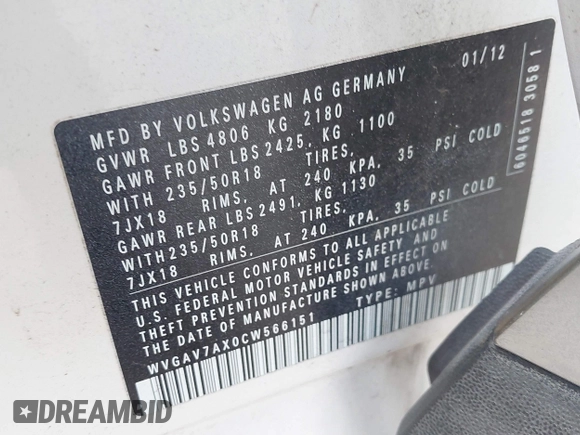 MFD BY VOLKSWAGEN AG GERMANY 01/12
GVWR LBS 4806 KG 2180
GAWR FRONT LBS 2425, KG 1100
WITH 235/50R18 TIRES,
7JX18 RIMS, AT 240 KPA, 35 PSI COLD
GAWR REAR LBS 2491, KG 1130
WITH 235/50R18 TIRES,
7JX18 RIMS, AT 240 KPA, 35 PSI COLD
THIS VEHICLE CONFORMS TO ALL APPLICABLE
U.S. FEDERAL MOTOR VEHICLE SAFETY AND
THEFT PREVENTION STANDARDS IN EFFECT ON
THE DATE OF MANUFACTURE SHOWN ABOVE.
WVGAV7AX0CW566151 TYPE: MPV
6046518 30581
DREAMBID